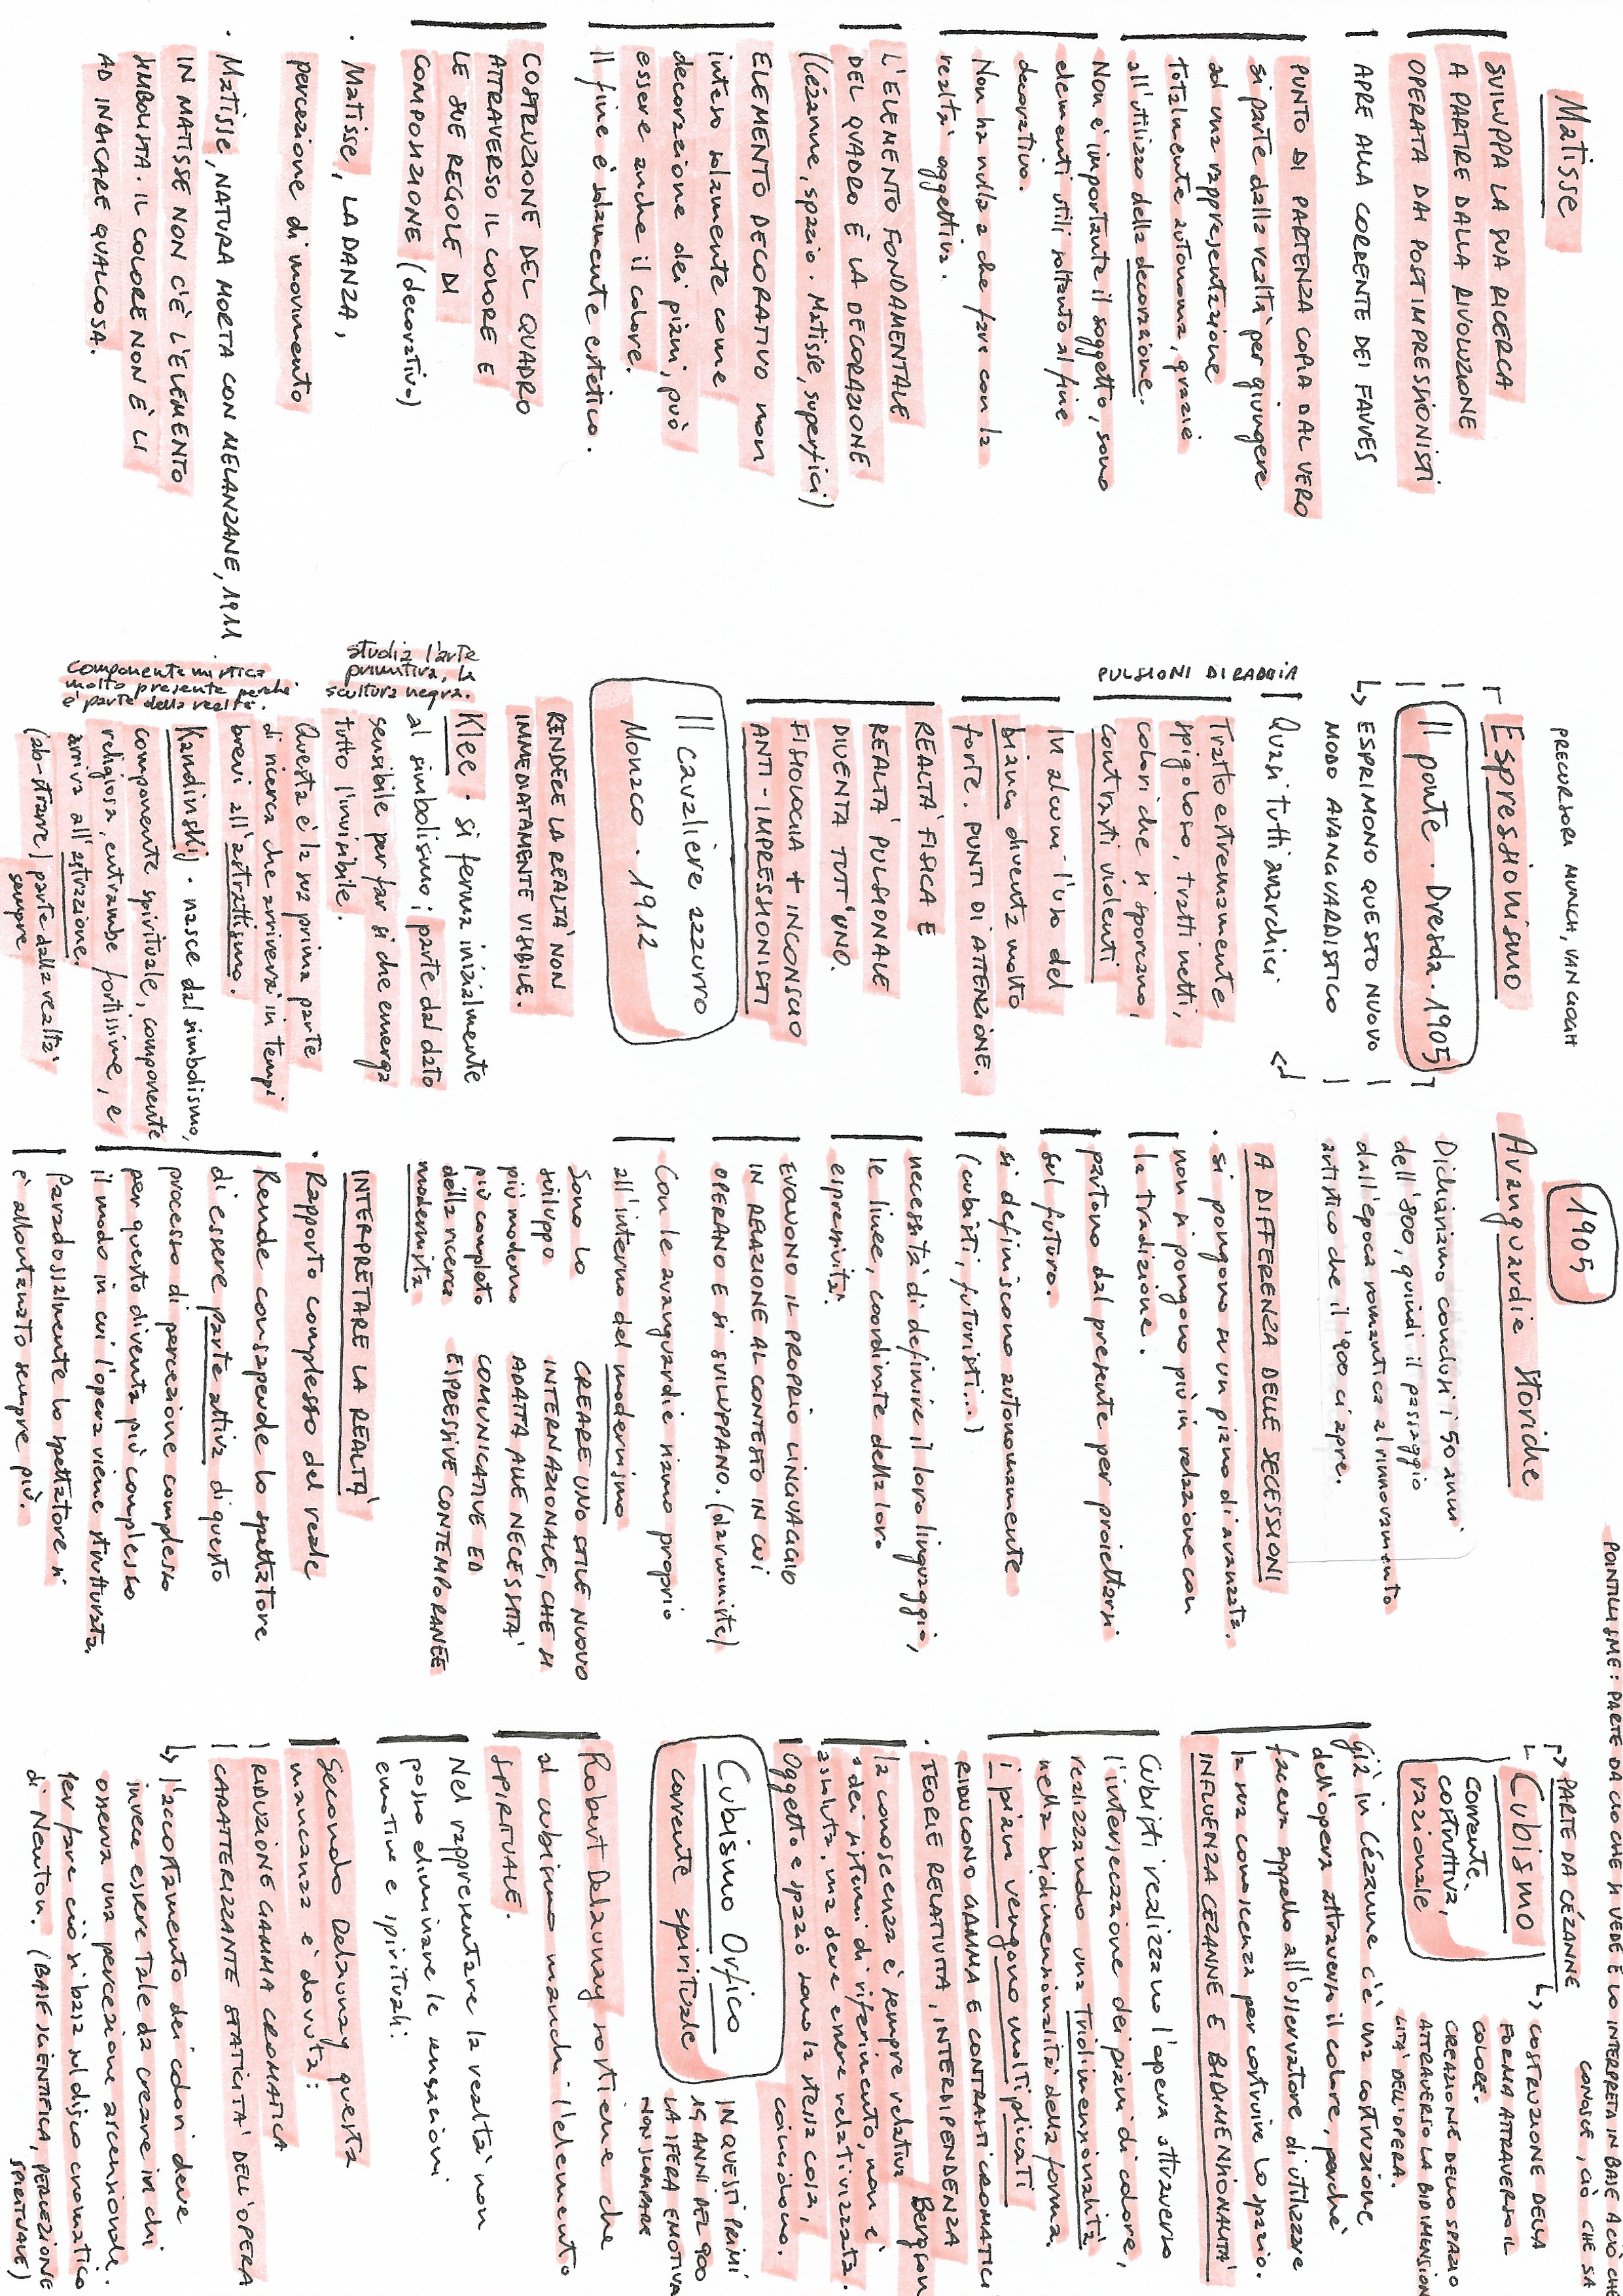 Matisse
SVILUPPA LA SUA RICERCA
A PARTIRE DALLA RIVOLUZIONE
OPERATA DAI POSTIMPRESSIONISTI
APRE ALLA CORRENTE DEI FAVVES
PUNTO DI PARTENZA COPIA DAL VERO
si parte dalla realtà per giungere
ad una rappresentazione
totalmente autonoma, grazie
all'utilizzo della decorazione.
Non è importante il soggetto, sono
elementi utili soltanto al fine
decorativo.
Non ha nulla a che fare con la
realtà oggettiva.
L'ELEMENTO FONDAMENTALE
DEL QUADRO È LA DECORAZIONE
(Cézanne, spazio · Matisse, superfici)
ELEMENTO DECORATIVO non
inteso solamente come
decorazione dei piani, può
essere anche il colore.
Il fine è solamente estetico.
COSTRUZIONE DEL QUADRO
ATTRAVERSO IL COLORE E
LE SUE REGOLE DI
COMPOSIZIONE (decorativo)
· Matisse, LA DANZA,
percezione di movimento
· Matisse, NATURA MORTA CON MELANZANE, 1911
IN MATISSE NON C'È L'ELEMENTO
SIMBOLISTA. IL COLORE NON È LI
AD INDICARE QUALCOSA.
PRECURSORI MUNCH, VAN GOGH
Espressionismo
Il ponte · Dresda · 1905
ESPRIMONO QUESTO NUOVO
MODO AVANGUARDISTICO
Quasi tutti anarchici
PULSIONI DI RABBIA
Tratto estremamente
spigoloso, tratti netti,
colori che si sporcano,
contrasti violenti
In alcuni l'uso del
bianco diventa molto
forte. PUNTI DI ATTENZIONE.
REALTÀ FISICA E
REALTÀ PULSIONALE
DIVENTA TUTT'UNO.
FISIOLOGIA + INCONSCIO
ANTI-IMPRESSIONISTI
Il cavaliere azzurro
Monaco · 1912
RENDERE LA REALTÀ NON
IMMEDIATAMENTE VISIBILE.
Klee · si ferma inizialmente
al simbolismo; parte dal dato
sensibile per far si che emerga
tutto l'invisibile.
Questa è la sua prima parte
di ricerca che arriverà in tempi
brevi all'astrattismo.
studia l'arte
primitiva, la
scultura negra.
Kandinskij · nasce dal simbolismo,
componente spirituale, componente
religiosa, entrambe fortissime, e
arriva all'astrazione.
(ab-strarre) parte dalla realtà
sempre
componente mistica
molto presente perché
è parte della realtà.
1905
Avanguardie Storiche
Dichiariamo conclusi i 50 anni
dell'800, quindi il passaggio
dall'epoca romantica al rinnovamento
artistico che il '900 ci apre.
A DIFFERENZA DELLE SECESSIONI
· si pongono su un piano di avanzata.
non si pongono più in relazione con
la tradizione.
partono dal presente per proiettarsi
sul futuro.
si definiscono autonomamente
(cubisti, futuristi...)
necessità di definire il loro linguaggio,
le linee, coordinate della loro
espressività.
EVOLVONO IL PROPRIO LINGUAGGIO
IN RELAZIONE AL CONTESTO IN CUI
OPERANO E SI SVILUPPANO. (darwiniste)
Con le avanguardie siamo proprio
all'interno del modernismo
Sono lo
sviluppo
più moderno
più completo
della ricerca
modernista
CREARE UNO STILE NUOVO
INTERNAZIONALE, CHE SI
ADATTA ALLE NECESSITÀ
COMUNICATIVE ED
ESPRESSIVE CONTEMPORANEE
INTERPRETARE LA REALTÀ
· Rapporto complesso del reale
Rende consapevole lo spettatore
di essere parte attiva di questo
processo di percezione complesso
per questo diventa più complesso
il modo in cui l'opera viene strutturata.
Paradossalmente lo spettatore si
è allontanato sempre più.
POINTILLISME: PARTE DA CIO CHE SI VEDE E LO INTERPRETA IN BASE A CIÒ CHE
CONOSCE, CIÒ CHE SA
PARTE DA CÉZANNE
Cubismo
corrente
costruttiva,
razionale
COSTRUZIONE DELLA
FORMA ATTRAVERSO IL
COLORE.
CREAZIONE DELLO SPAZIO
ATTRAVERSO LA BIDIMENSION
LITÀ DELL'OPERA.
già in Cézanne c'è una costruzione
dell'opera attraverso il colore, perchè
faceva appello all'osservatore di utilizzare
la sua conoscenza per costruire lo spazio.
INFLUENZA CÉZANNE E BIDIMENSIONALITÀ
Cubisti realizzano l'opera attraverso
l'intersecazione dei piani di colore,
realizzando una tridimensionalità
nella bidimensionalità della forma.
i piani vengono moltiplicati
RIDUCONO GAMMA E CONTRASTI CROMATICI
· TEORIE RELATIVITÀ, INTERDIPENDENZA
Bergson
la conoscenza è sempre relativa
a dei sistemi di riferimento, non è
assoluta, ma deve essere relativizzata.
Oggetto e spazio sono la stessa cosa,
coincidono.
Cubismo Orfico
corrente spirituale
IN QUESTI PRIMI
15 ANNI DEL 900
LA SFERA EMOTIVA
NON SCOMPARE
Robert Delaunay sostiene che
al cubismo manchi l'elemento
SPIRITUALE.
Nel rappresentare la realtà non
posso eliminare le sensazioni
emotive e spirituali.
Secondo Delaunay questa
mancanza è dovuta:
RIDUZIONE GAMMA CROMATICA
CARATTERIZZANTE STATICITÀ DELL'OPERA
l'accostamento dei colori deve
invece essere tale da creare in chi
osserva una percezione ascensionale.
Per fare ciò si basa sul disco cromatico
di Newton. (BASE SCIENTIFICA, PERCEZIONE
SPIRITUALE)